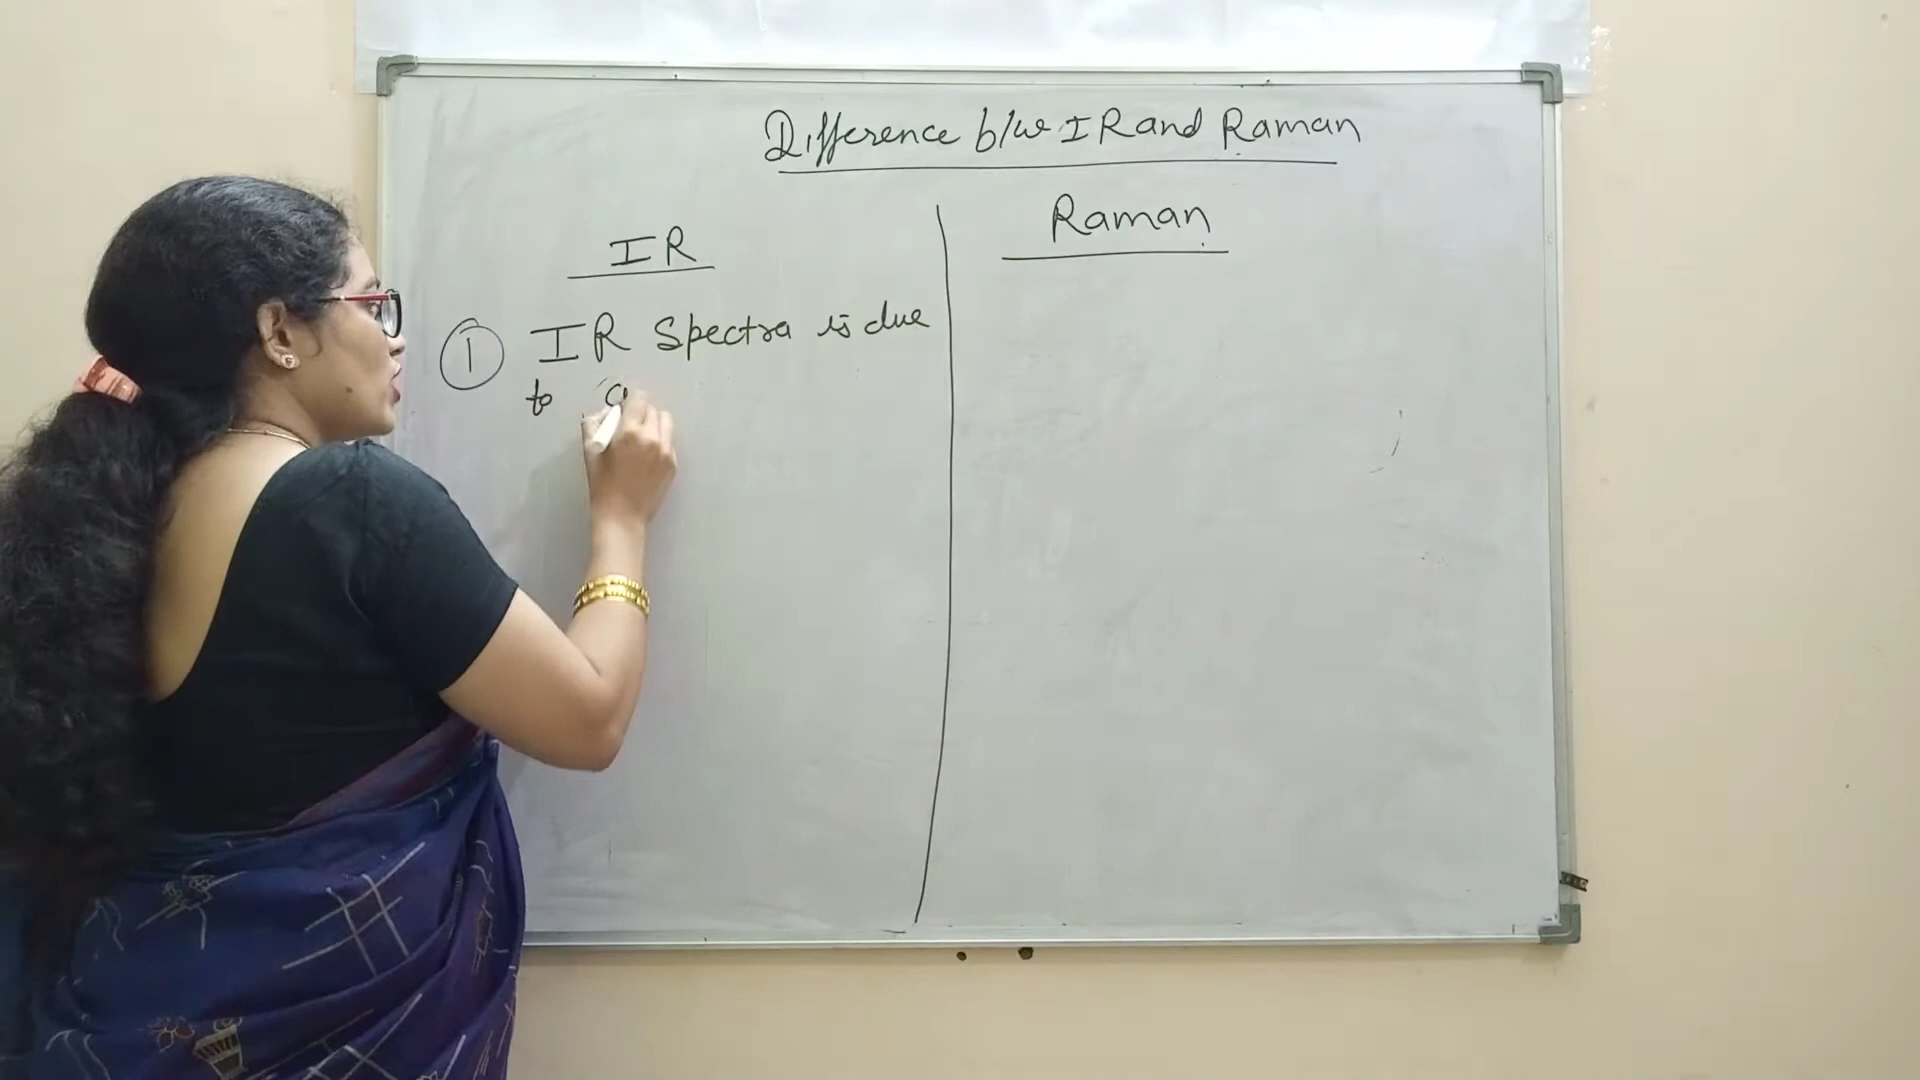 Difference b/w IR and Raman
IR
Raman
① IR Spectra is due
to